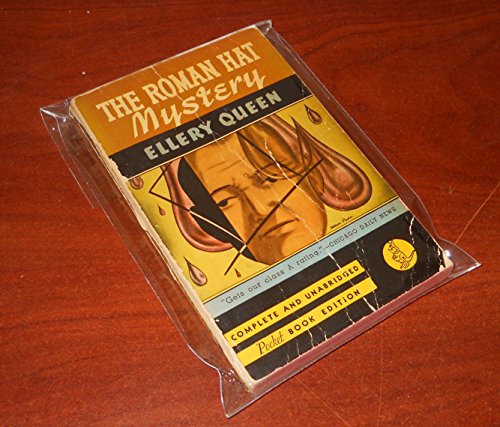 THE ROMAN HAT
Mystery
ELLERY QUEEN
"Gets our class A rating."—CHICAGO DAILY NEWS
COMPLETE AND UNABRIDGED
Pocket BOOK EDITION